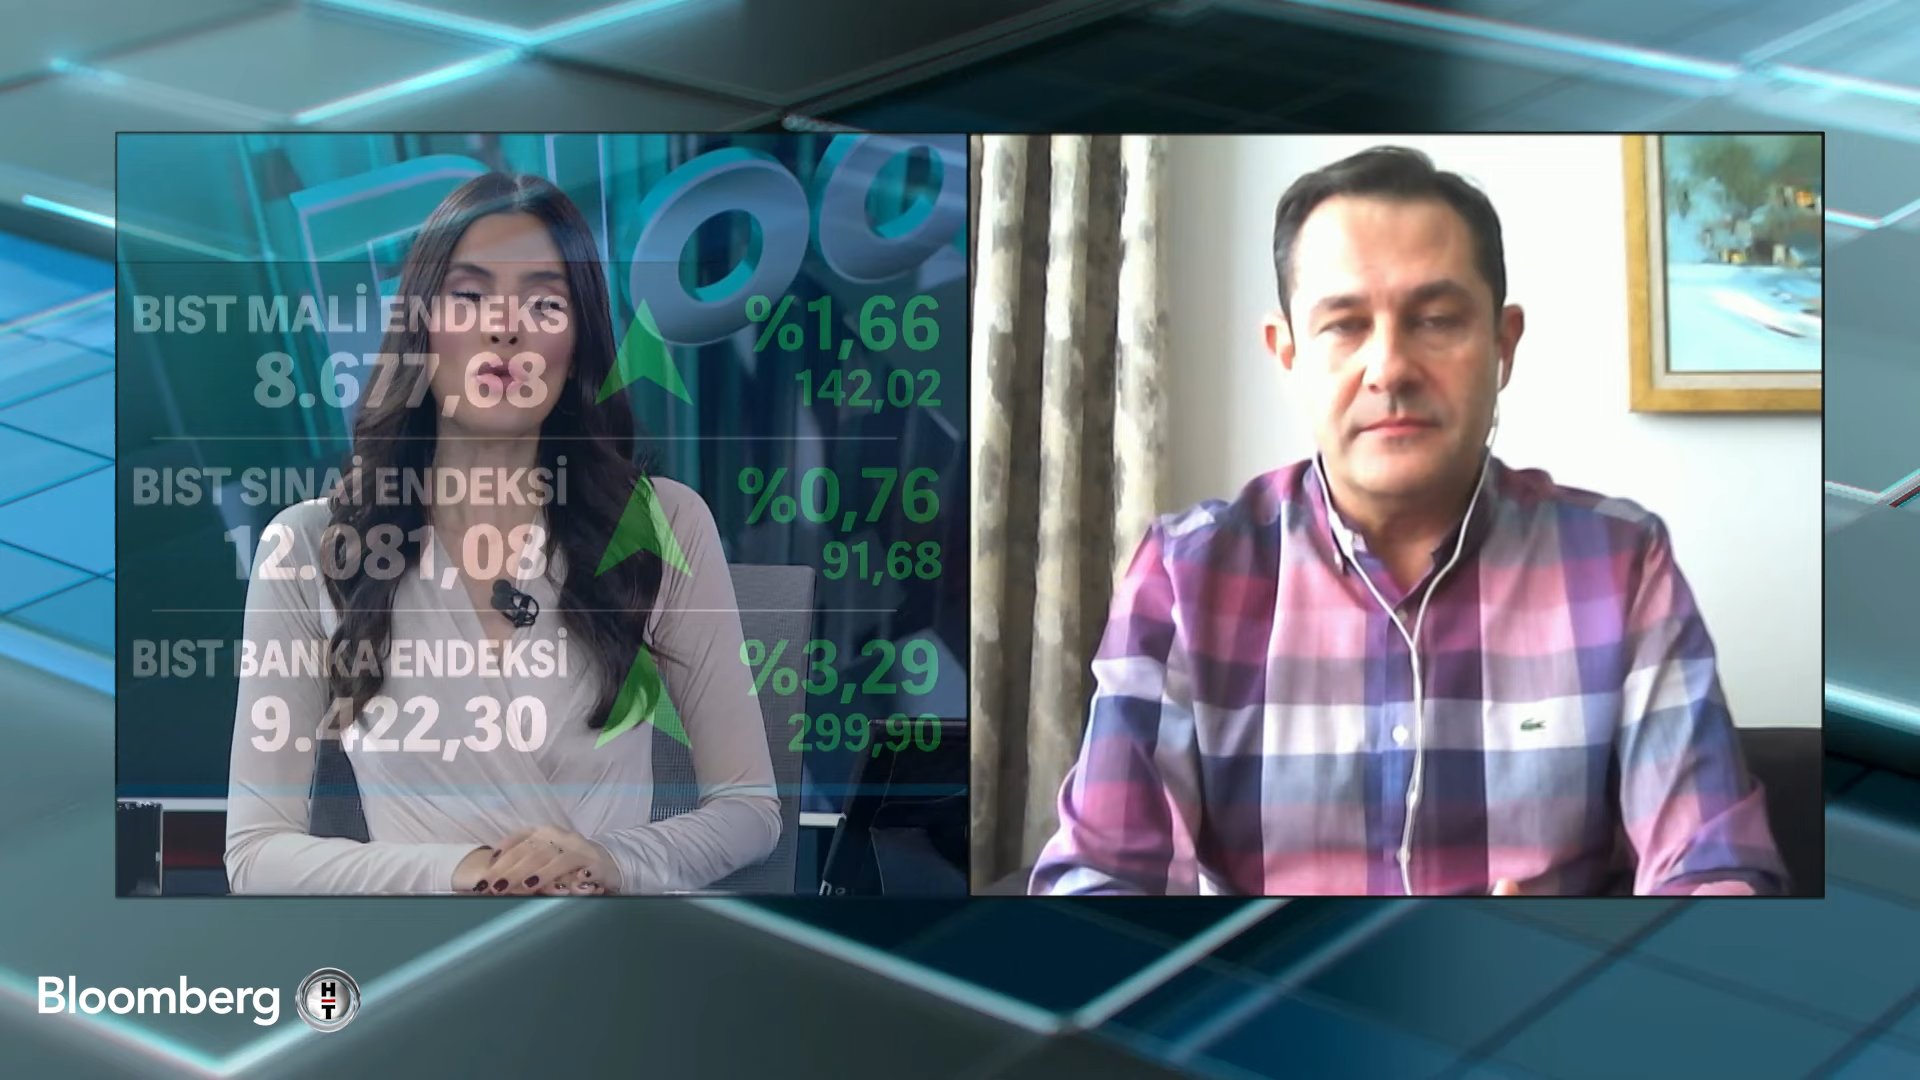 BIST MALİ ENDEKS
%1,66
8.677,68
142,02
BIST SINAİ ENDEKSİ
%0,76
12.081,08
91,68
BIST BANKA ENDEKSİ
%3,29
9.422,30
299,90
Bloomberg HT